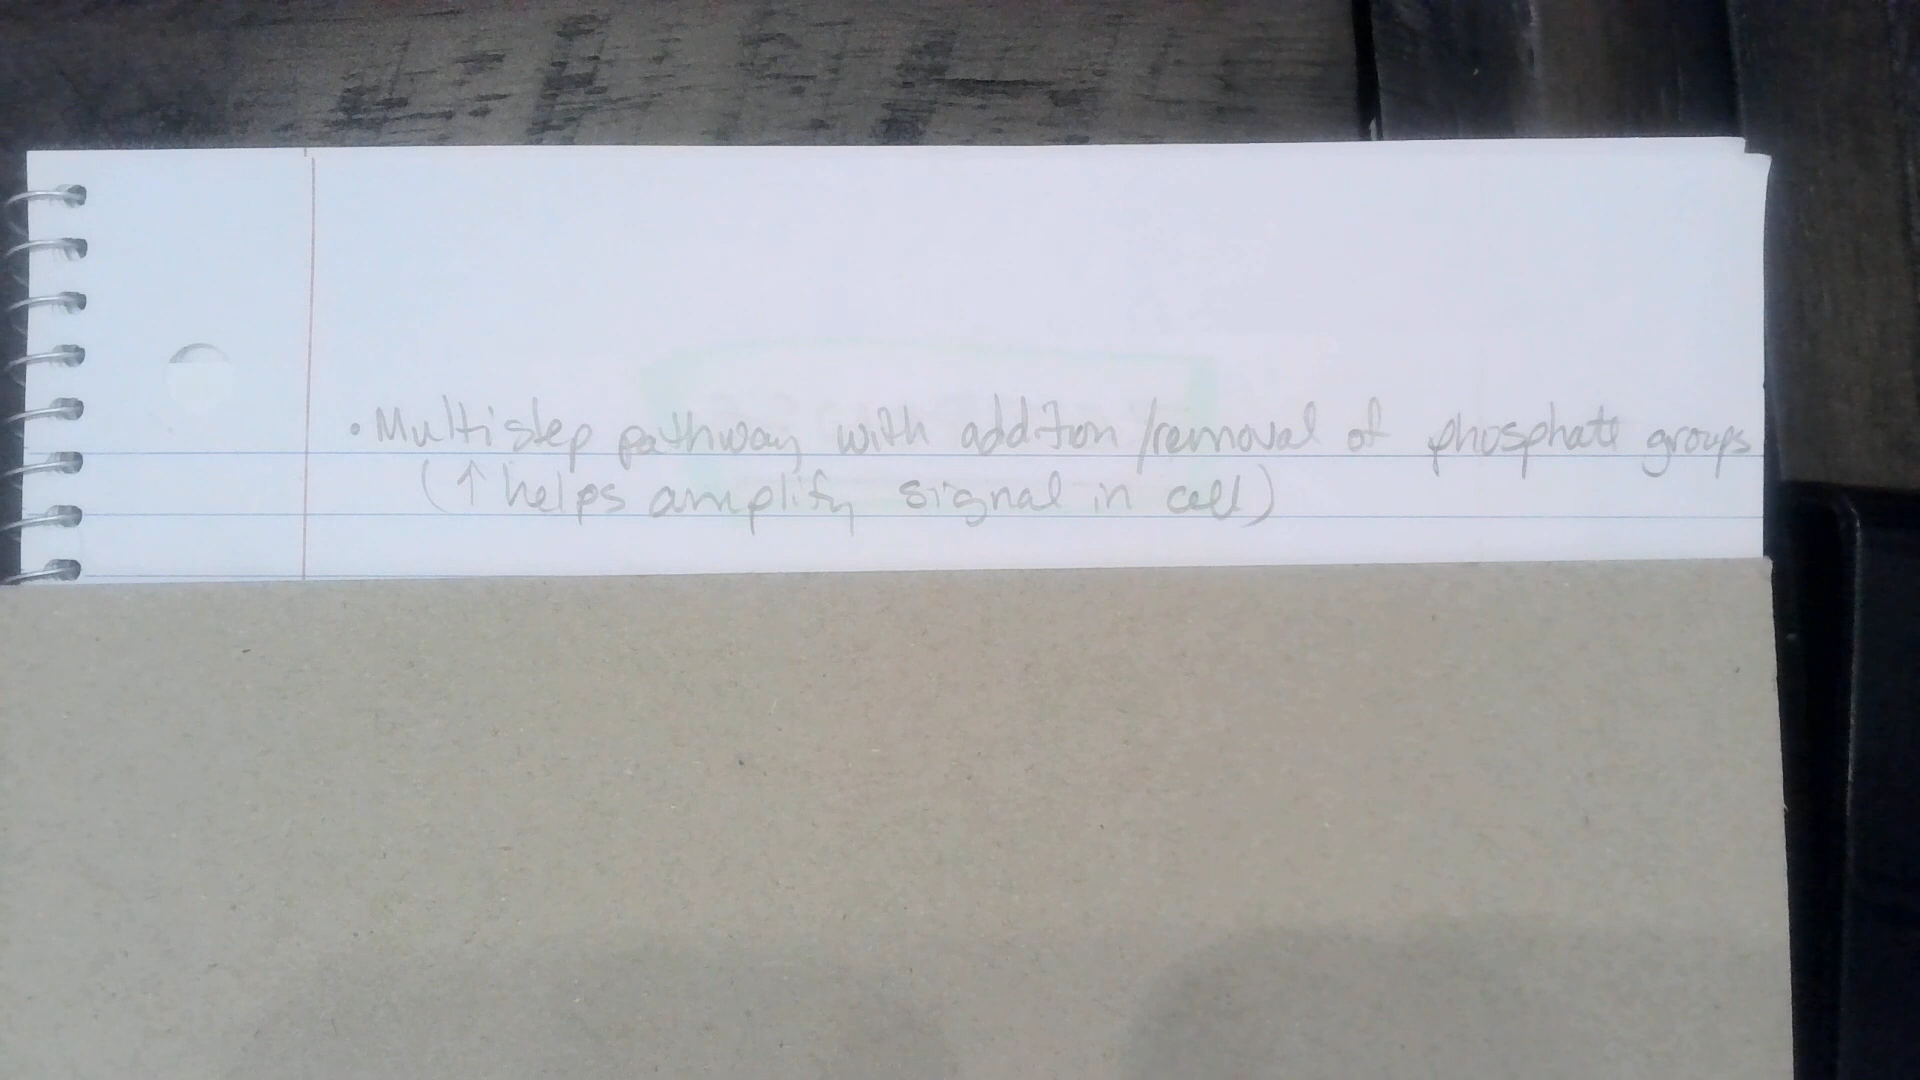 • Multistep pathway with addition/removal of phosphate groups
(↑ helps amplify signal in cell)